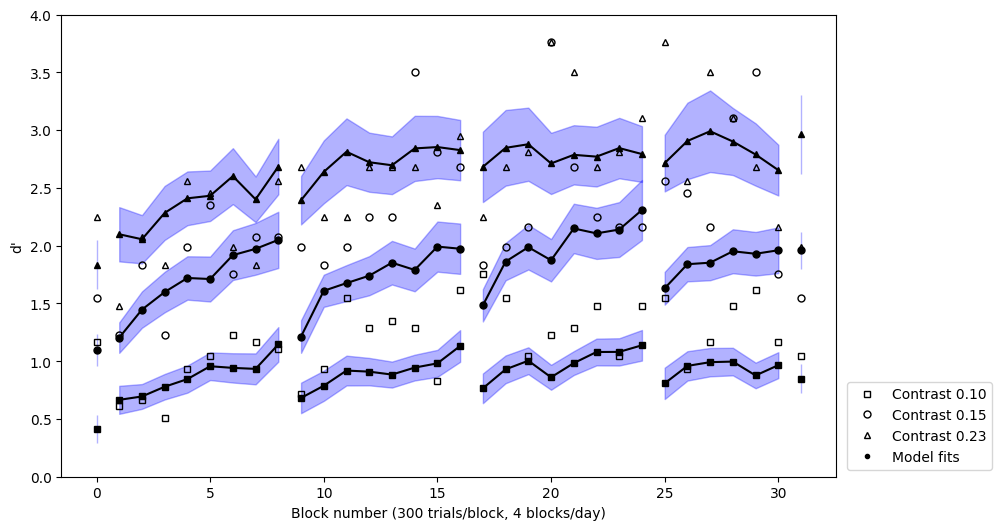 4.0
3.5
3.0
2.5
2.0
1.5
1.0
0.5
0.0
d'
0 5 10 15 20 25 30
Block number (300 trials/block, 4 blocks/day)
Contrast 0.10
Contrast 0.15
Contrast 0.23
Model fits